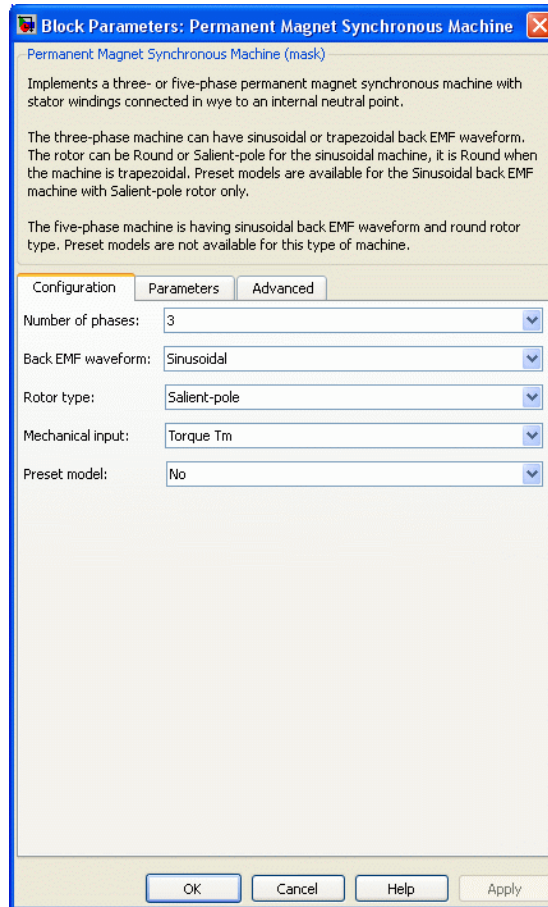 Block Parameters: Permanent Magnet Synchronous Machine
Permanent Magnet Synchronous Machine (mask)
Implements a three- or five-phase permanent magnet synchronous machine with
stator windings connected in wye to an internal neutral point.
The three-phase machine can have sinusoidal or trapezoidal back EMF waveform.
The rotor can be Round or Salient-pole for the sinusoidal machine, it is Round when
the machine is trapezoidal. Preset models are available for the Sinusoidal back EMF
machine with Salient-pole rotor only.
The five-phase machine is having sinusoidal back EMF waveform and round rotor
type. Preset models are not available for this type of machine.
Configuration Parameters Advanced
Number of phases: 3
Back EMF waveform: Sinusoidal
Rotor type: Salient-pole
Mechanical input: Torque Tm
Preset model: No
OK Cancel Help Apply